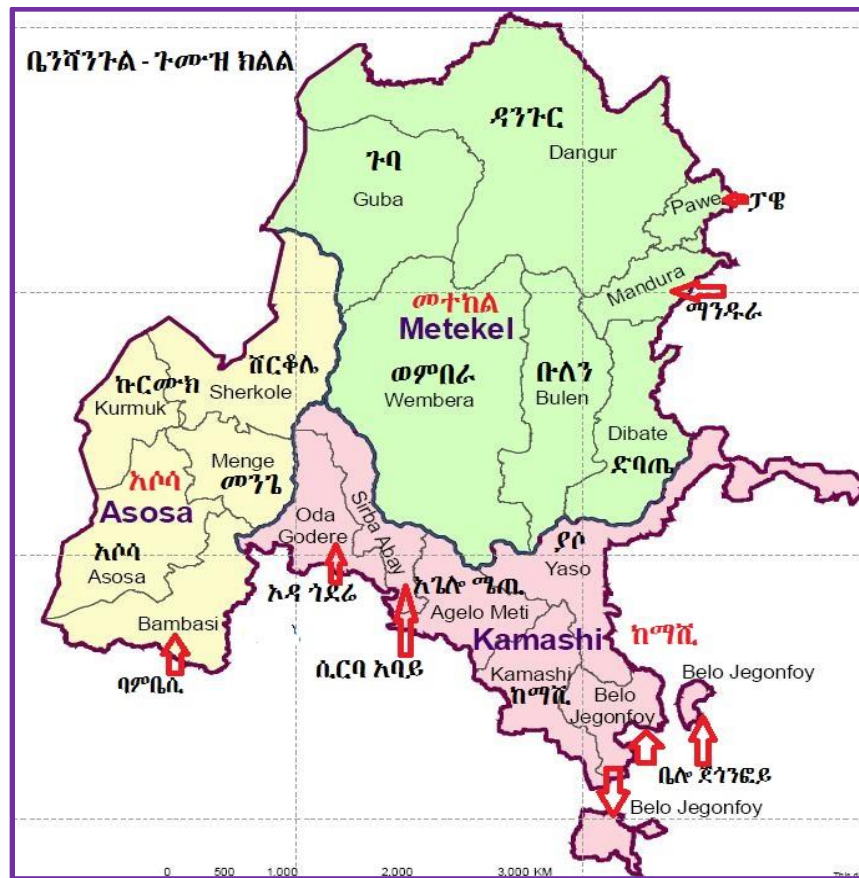 ቤንሻንጉል - ጉሙዝ ክልል
ዳንጉር
Dangur
ጉባ
Guba
Pawe
ፓዌ
Mandura
ማንዱራ
መተከል
Metekel
ወምበራ
Wembera
ቡለን
Bulen
Dibate
ድባጤ
ሸርቆሌ
Sherkole
ኩርሙክ
Kurmuk
Menge
መንጌ
አሶሳ
Asosa
አሶሳ
Asosa
Bambasi
ባምቤሲ
Oda
Godere
ኦዳ ጎደሬ
Sirba Abay
ሲርባ አባይ
ያሶ
Yaso
አጌሎ ሜጢ
Agelo Meti
Kamashi
ከማሺ
Kamashi
ከማሺ
Belo
Jegonfoy
Belo Jegonfoy
ቤሎ ጀጎንፎይ
Belo Jegonfoy
0 500 1,000 2,000 3,000 KM